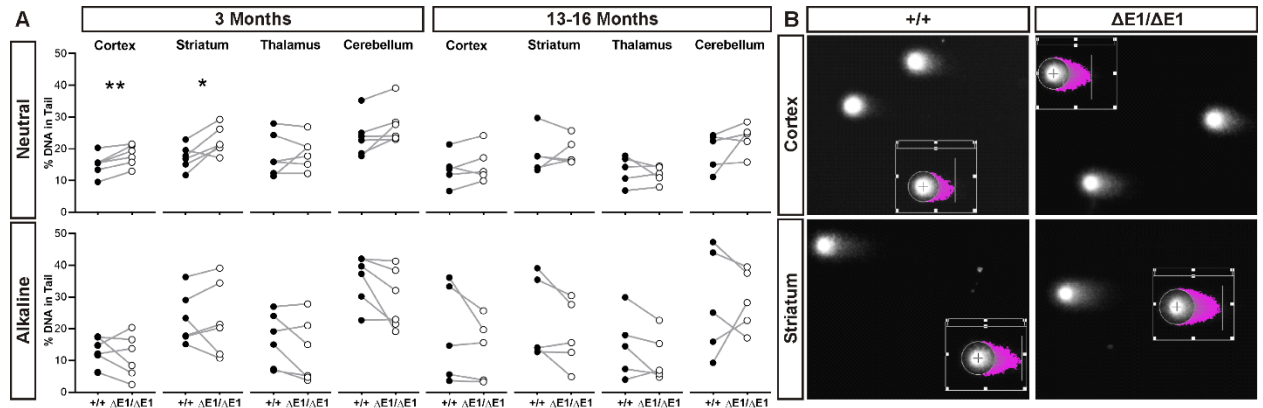 A 3 Months 13-16 Months B +/+ ΔE1/ΔE1
Cortex Striatum Thalamus Cerebellum Cortex Striatum Thalamus Cerebellum
Neutral
% DNA in Tail
50
40
30
20
10
0
** *
Cortex
Alkaline
% DNA in Tail
50
40
30
20
10
0
Striatum
+/+ ΔE1/ΔE1 +/+ ΔE1/ΔE1 +/+ ΔE1/ΔE1 +/+ ΔE1/ΔE1 +/+ ΔE1/ΔE1 +/+ ΔE1/ΔE1 +/+ ΔE1/ΔE1 +/+ ΔE1/ΔE1